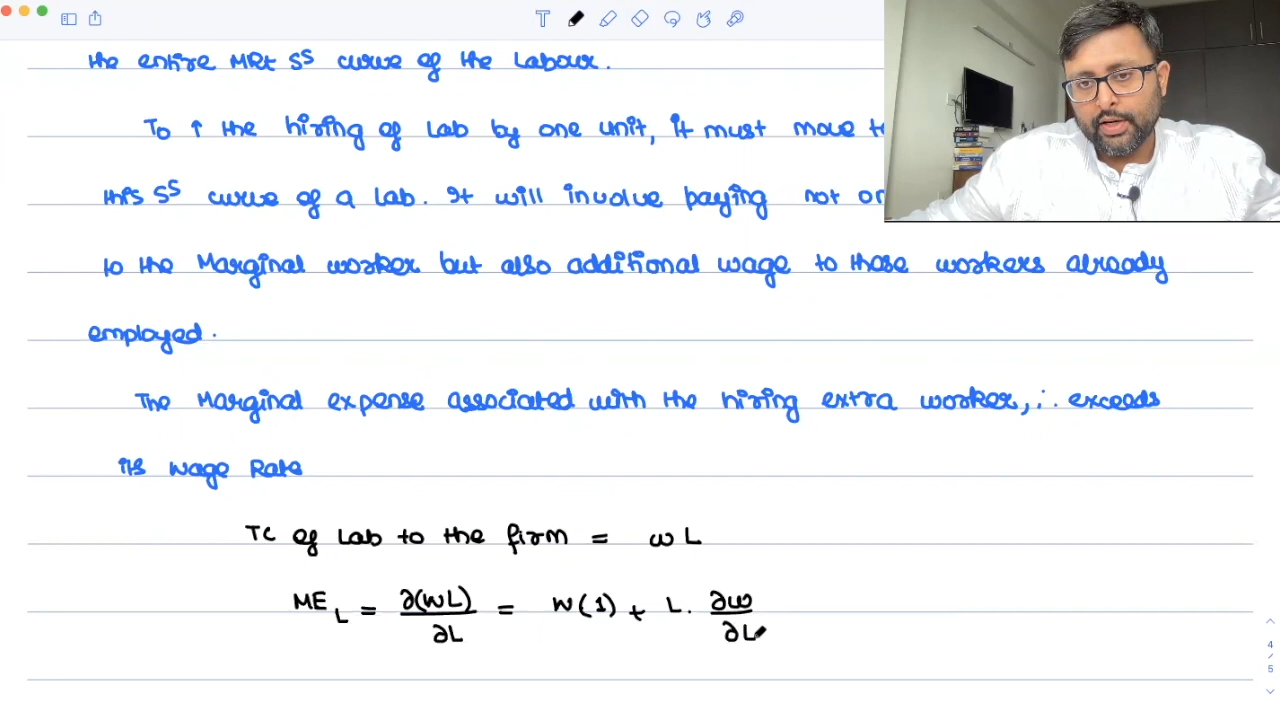 the entire MRt SS curve of the Labour.
To ↑ the hiring of Lab by one unit, it must move
this SS curve of a lab. It will involve paying not
to the Marginal worker but also additional wage to those workers already
employed.
The Marginal expense associated with the hiring extra worker, ∴ exceeds
its wage Rate
TC of Lab to the firm = wL
ME_L = ∂(wL)/∂L = w(1) + L. ∂w/∂L
4
/
5